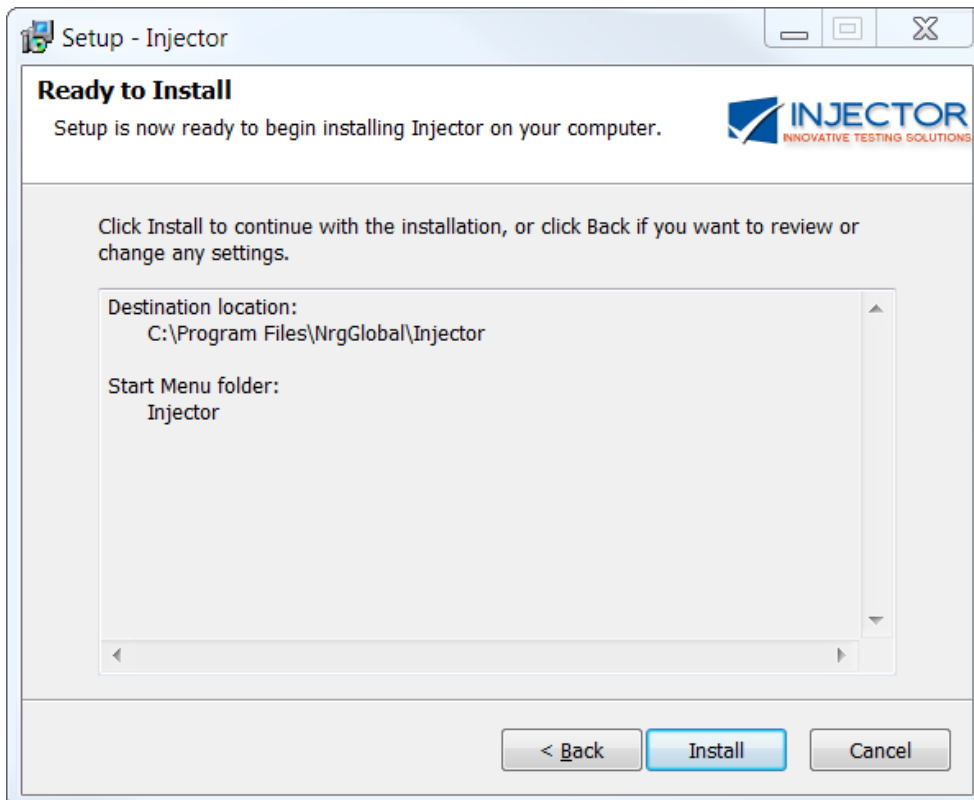 Setup - Injector
Ready to Install
Setup is now ready to begin installing Injector on your computer.
INJECTOR
INNOVATIVE TESTING SOLUTIONS
Click Install to continue with the installation, or click Back if you want to review or
change any settings.
Destination location:
C:\Program Files\NrgGlobal\Injector
Start Menu folder:
Injector
< Back
Install
Cancel